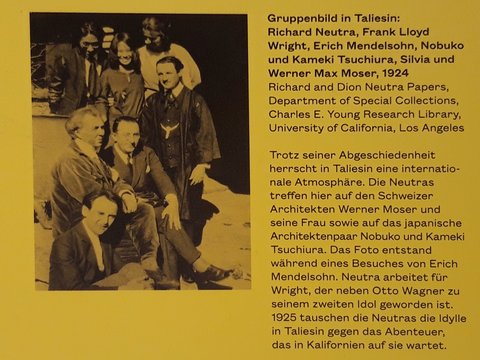 Gruppenbild in Taliesin:
Richard Neutra, Frank Lloyd
Wright, Erich Mendelsohn, Nobuko
und Kameki Tsuchiura, Silvia und
Werner Max Moser, 1924
Richard and Dion Neutra Papers,
Department of Special Collections,
Charles E. Young Research Library,
University of California, Los Angeles
Trotz seiner Abgeschiedenheit
herrscht in Taliesin eine internatio-
nale Atmosphäre. Die Neutras
treffen hier auf den Schweizer
Architekten Werner Moser und
seine Frau sowie auf das japanische
Architektenpaar Nobuko und Kameki
Tsuchiura. Das Foto entstand
während eines Besuches von Erich
Mendelsohn. Neutra arbeitet für
Wright, der neben Otto Wagner zu
seinem zweiten Idol geworden ist.
1925 tauschen die Neutras die Idylle
in Taliesin gegen das Abenteuer,
das in Kalifornien auf sie wartet.